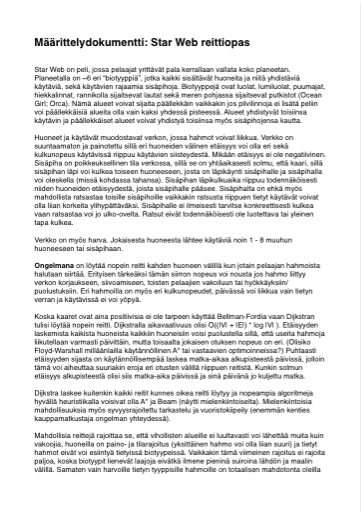 Määrittelydokumentti: Star Web reittiopas
Star Web on peli, jossa pelaajat yrittävät pala kerrallaan vallata koko planeetan.
Planeetalla on ~6 eri "biotyyppiä", jotka kaikki sisältävät huoneita ja niitä yhdistäviä
käytäviä, sekä käytävien rajaamia sisäpihoja. Biotyyppejä ovat luolat, lumiluolat, puumajat,
hiekkalinnat, rannikolla sijaitsevat lautat sekä meren pohjassa sijaitsevat putkistot (Ocean
Girl; Orca). Nämä alueet voivat sijaita päällekkäin vaikkakin jos pilvilinnoja ei lisätä peliin
voi päällekkäisiä alueita olla vain kaksi yhdessä pisteessä. Alueet yhdistyvät toisiinsa
käytävin ja päällekkäiset alueet voivat yhdistyä toisiinsa myös sisäpihojensa kautta.
Huoneet ja käytävät muodostavat verkon, jossa hahmot voivat liikkua. Verkko on
suuntaamaton ja painotettu sillä eri huoneiden välinen etäisyys voi olla eri sekä
kulkunopeus käytävissä riippuu käytävien siisteydestä. Mikään etäisyys ei ole negatiivinen.
Sisäpiha on poikkeuksellinen tila verkossa, sillä se on yhtäaikaisesti solmu, että kaari, sillä
sisäpihan läpi voi kulkea toiseen huoneeseen, josta on läpikäynti sisäpihalle ja sisäpihalla
voi oleskella (missä kohdassa tahansa). Sisäpihan läpikulkuaika riippuu todennäköisesti
niiden huoneiden etäisyydestä, joista sisäpihalle pääsee. Sisäpihalta on ehkä myös
mahdollista ratsastaa toisille sisäpihoille vaikkakin ratsusta riippuen tietyt käytävät voivat
olla liian korkeita ylihypättäväksi. Sisäpihalle ei ilmeisesti tarvitse konkreettisesti kulkea
vaan ratsastaa voi jo ulko-ovelta. Ratsut eivät todennäköisesti ole luotettava tai yleinen
tapa kulkea.
Verkko on myös harva. Jokaisesta huoneesta lähtee käytäviä noin 1 - 8 muuhun
huoneeseen tai sisäpihaan.
Ongelmana on löytää nopein reitti kahden huoneen välillä kun jotain pelaajan hahmoista
halutaan siirtää. Erityisen tärkeäksi tämän siirron nopeus voi nousta jos hahmo liittyy
verkon korjaukseen, siivoamiseen, toisten pelaajien vakoiluun tai hyökkäyksiin/
puolustuksiin. Eri hahmoilla on myös eri kulkunopeudet, päivässä voi liikkua vain tietyn
verran ja käytävissä ei voi yöpyä.
Koska kaaret ovat aina positiivisia ei ole tarpeen käyttää Bellman-Fordia vaan Dijkstran
tulisi löytää nopein reitti. Dijkstralla aikavaativuus olisi O((|V| + |E|) * log |V| ). Etäisyyden
laskemista kaikista huoneista kaikkiin huoneisiin voisi puolustella sillä, että useita hahmoja
liikutellaan varmasti päivittäin, mutta toisaalta jokaisen otuksen nopeus on eri. (Olisiko
Floyd-Warshall milläänlailla käytännöllinen A* tai vastaavien optimoinneissa?) Puhtaasti
etäisyyden sijasta on käytännöllisempää laskea matka-aikaa alkupisteestä päivissä, jolloin
tämä voi aiheuttaa suuriakin eroja eri otusten välillä riippuen reitistä. Kunkin solmun
etäisyys alkupisteestä olisi siis matka-aika päivissä ja sinä päivänä jo kuljettu matka.
Dijkstra laskee kuitenkin kaikki reitit kunnes oikea reitti löytyy ja nopeampia algoritmeja
hyvällä heuristiikalla voisivat olla A* ja Beam (näytti mielenkiintoiselta). Mielenkiintoisia
mahdollisuuksia myös syvyysrajoitettu tarkastelu ja vuoristokiipeily (enemmän kenties
kauppamatkustaja ongelman yhteydessä).
Mahdollisia reittejä rajoittaa se, että vihollisten alueille ei luultavasti voi lähettää muita kuin
vakoojia, huoneilla on paino- ja tilarajoitus (yksittäinen hahmo voi olla liian suuri) ja tietyt
hahmot eivät voi esiintyä tietyissä biotyypeissä. Vaikkakin tämä viimeinen rajoitus ei rajoita
paljoa, koska biotyypit lienevät laajoja eivätkä ilmene pieninä suiroina lähdön ja maalin
välillä. Samaten vain harvoille tietyn tyyppisille hahmoille on totaalisen mahdotonta oleilla